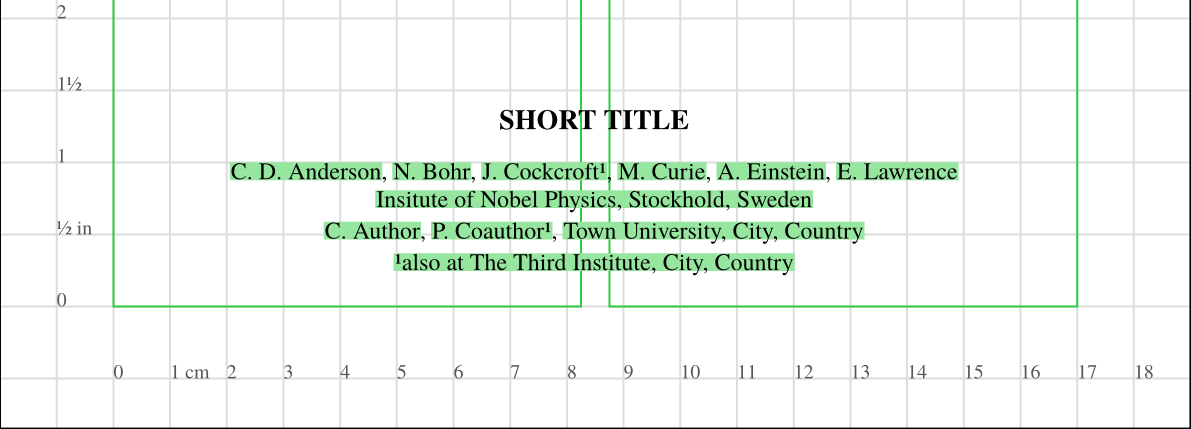 2
1½
SHORT TITLE
1
C. D. Anderson, N. Bohr, J. Cockcroft¹, M. Curie, A. Einstein, E. Lawrence
Insitute of Nobel Physics, Stockhold, Sweden
½ in
C. Author, P. Coauthor¹, Town University, City, Country
¹also at The Third Institute, City, Country
0
0 1 cm 2 3 4 5 6 7 8 9 10 11 12 13 14 15 16 17 18